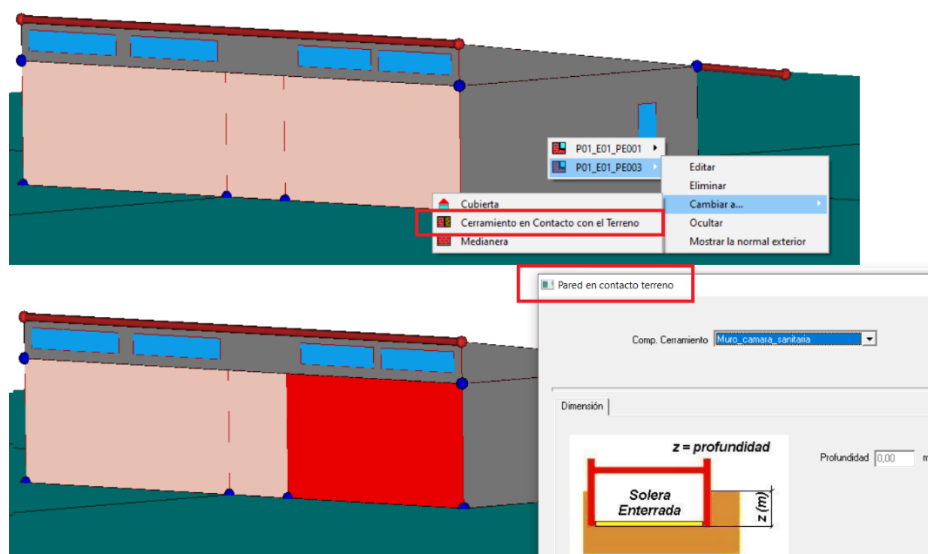 P01_E01_PE001
P01_E01_PE003
Editar
Eliminar
Cambiar a...
Ocultar
Mostrar la normal exterior
Cubierta
Cerramiento en Contacto con el Terreno
Medianera
Pared en contacto terreno
Comp. Cerramiento Muro_camara_sanitaria
Dimensión
z = profundidad
Profundidad 0,00 m
Solera
Enterrada
z (m)